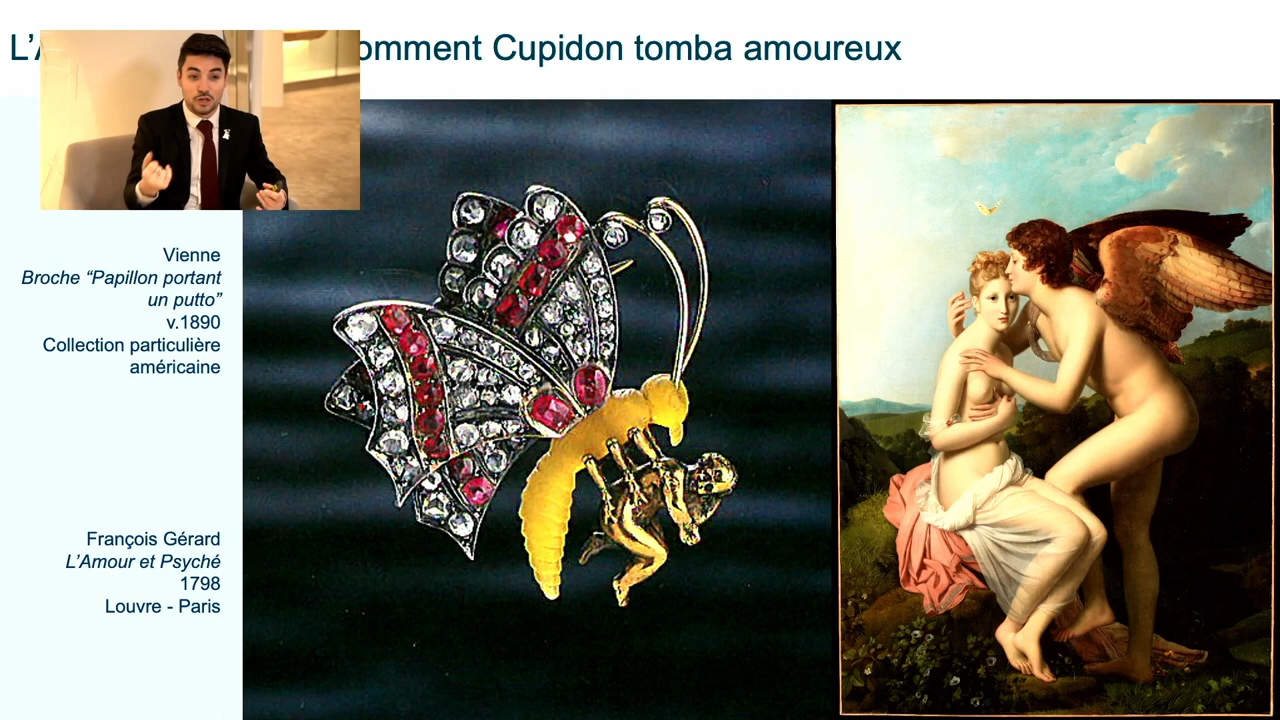 L’A omment Cupidon tomba amoureux
Vienne
Broche “Papillon portant
un putto”
v.1890
Collection particulière
américaine
François Gérard
L’Amour et Psyché
1798
Louvre - Paris